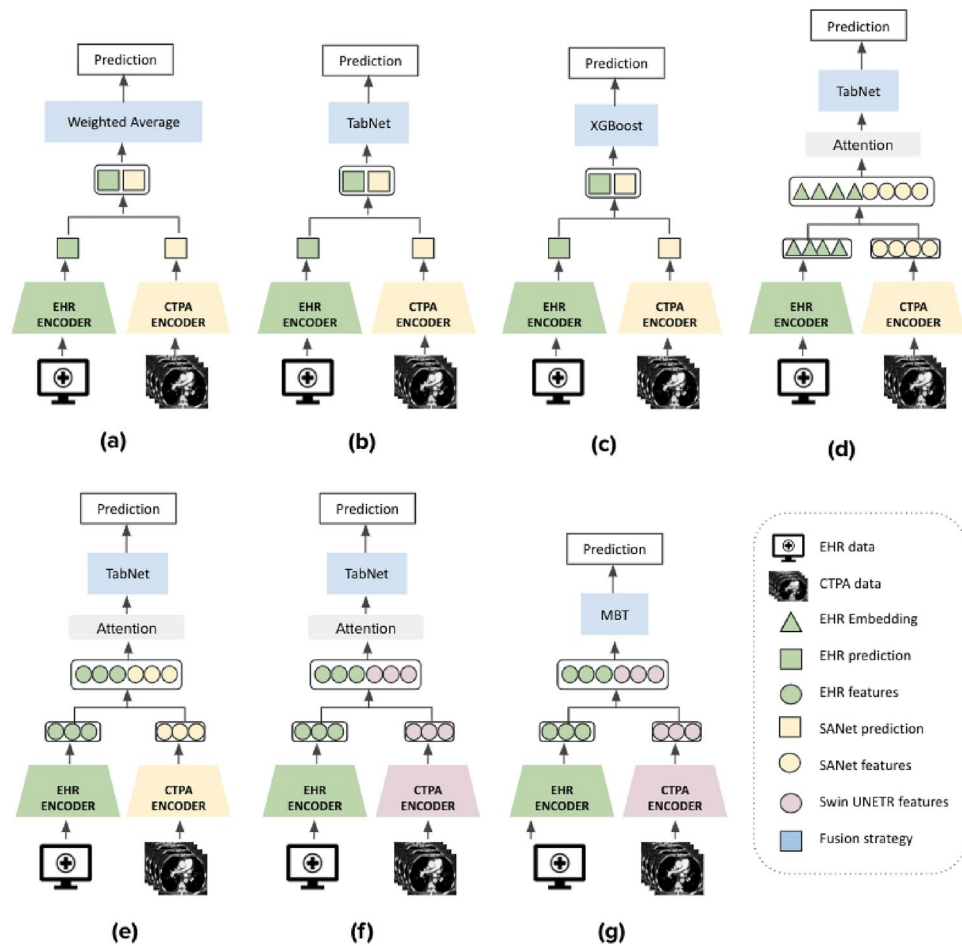 Prediction
Weighted Average
EHR
ENCODER
CTPA
ENCODER
(a)
Prediction
TabNet
EHR
ENCODER
CTPA
ENCODER
(b)
Prediction
XGBoost
EHR
ENCODER
CTPA
ENCODER
(c)
Prediction
TabNet
Attention
EHR
ENCODER
CTPA
ENCODER
(d)
Prediction
TabNet
Attention
EHR
ENCODER
CTPA
ENCODER
(e)
Prediction
TabNet
Attention
EHR
ENCODER
CTPA
ENCODER
(f)
Prediction
MBT
EHR
ENCODER
CTPA
ENCODER
(g)
EHR data
CTPA data
EHR Embedding
EHR prediction
EHR features
SANet prediction
SANet features
Swin UNETR features
Fusion strategy